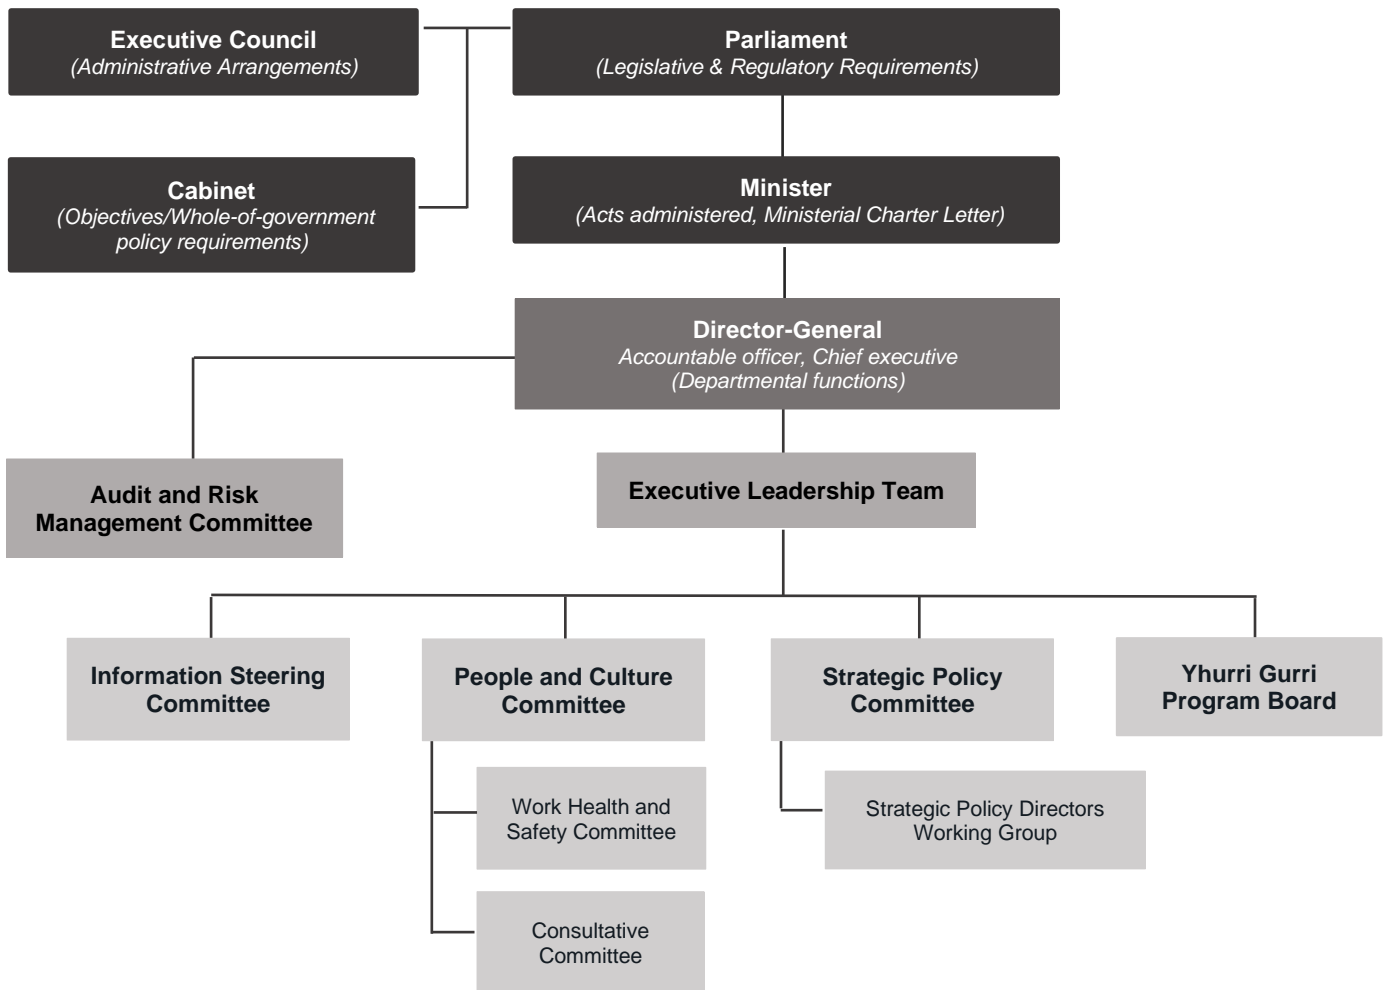 Executive Council
(Administrative Arrangements)
Parliament
(Legislative & Regulatory Requirements)
Cabinet
(Objectives/Whole-of-government
policy requirements)
Minister
(Acts administered, Ministerial Charter Letter)
Director-General
Accountable officer, Chief executive
(Departmental functions)
Audit and Risk
Management Committee
Executive Leadership Team
Information Steering
Committee
People and Culture
Committee
Strategic Policy
Committee
Yhurri Gurri
Program Board
Work Health and
Safety Committee
Strategic Policy Directors
Working Group
Consultative
Committee